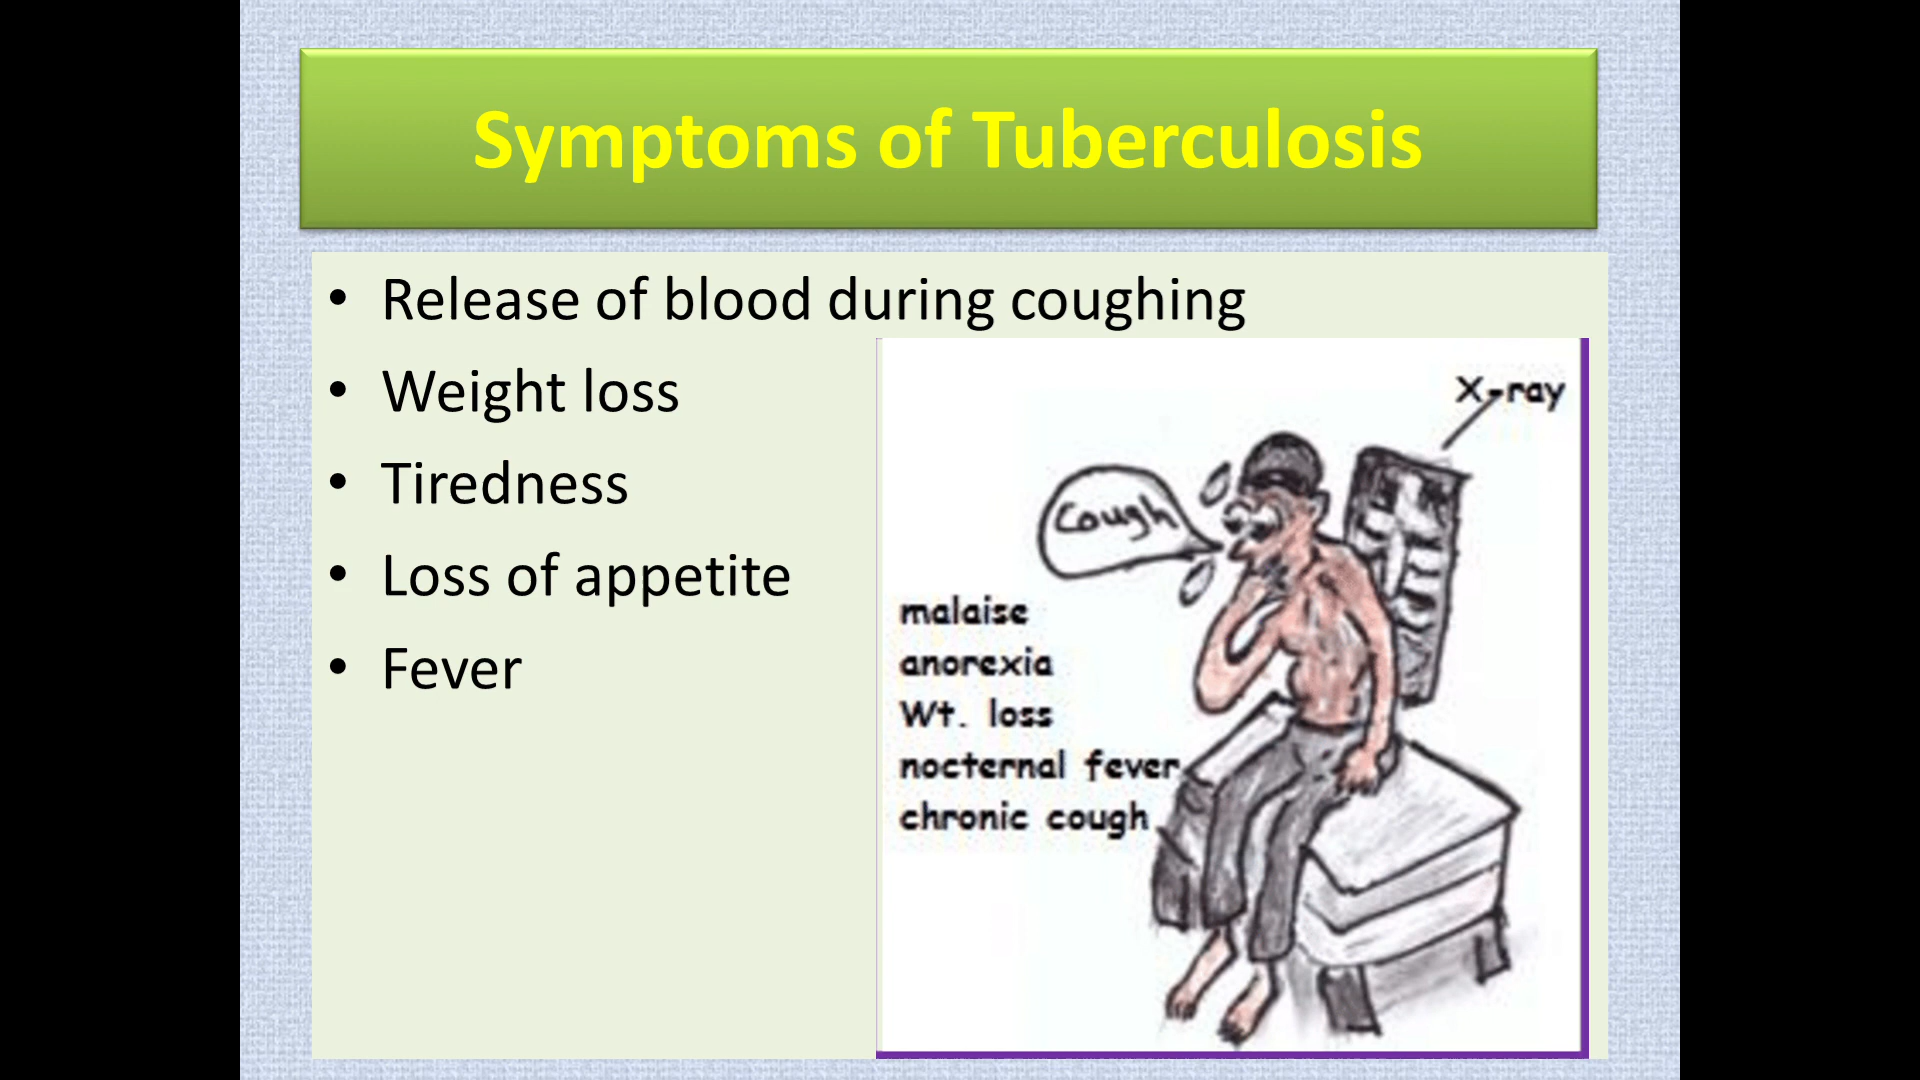 Symptoms of Tuberculosis
• Release of blood during coughing
• Weight loss
• Tiredness
• Loss of appetite
• Fever
X-ray
Cough
malaise
anorexia
Wt. loss
nocternal fever
chronic cough